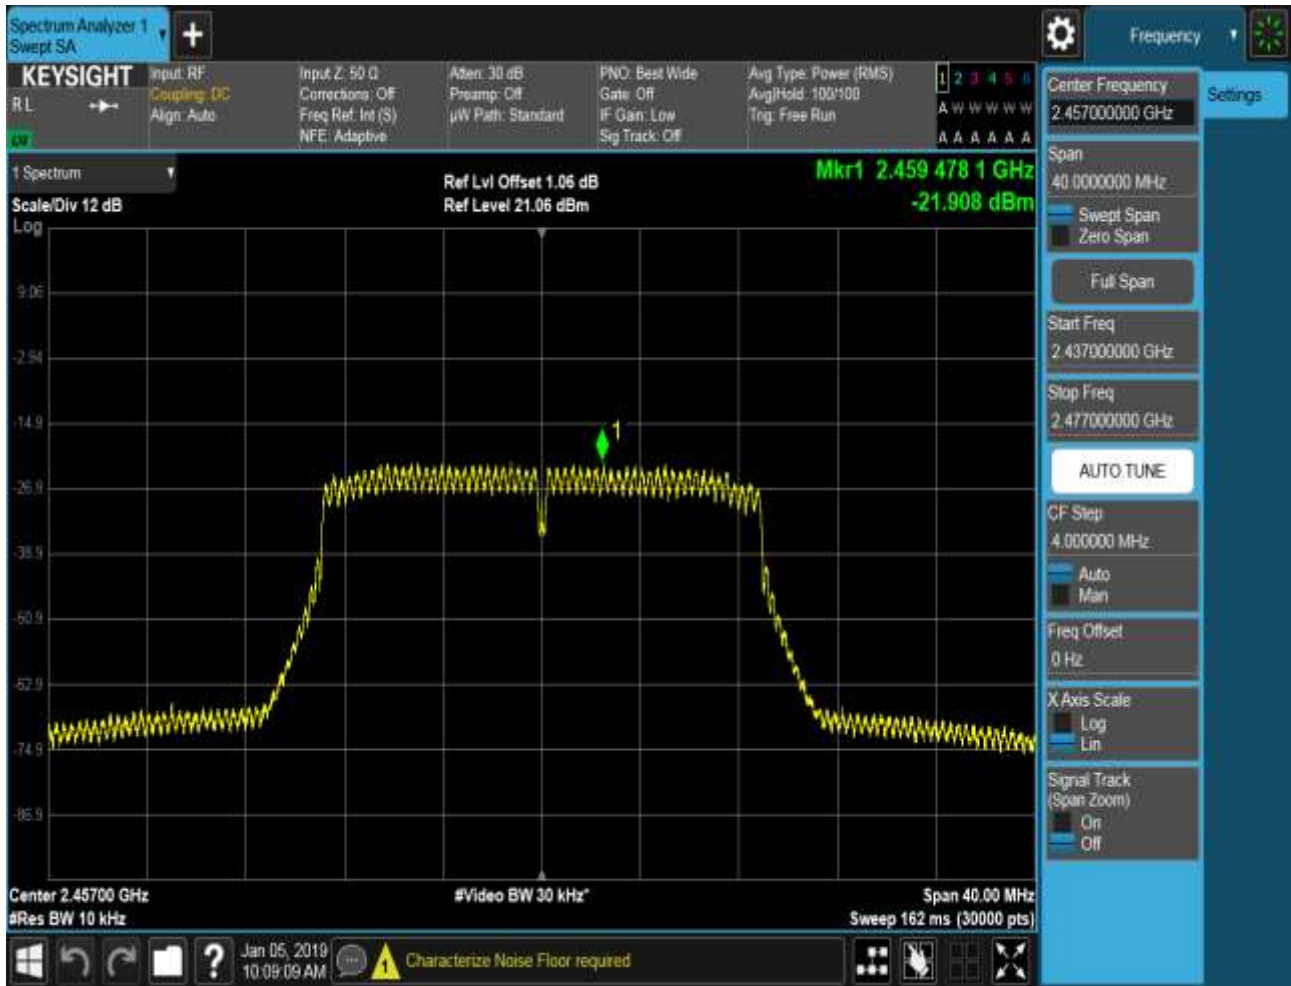 Spectrum Analyzer 1
Swept SA
Frequency
KEYSIGHT
R L
Input: RF
Coupling: DC
Align: Auto
Input Z: 50 Ω
Corrections: Off
Freq Ref: Int (S)
NFE: Adaptive
Atten: 30 dB
Preamp: Off
µW Path: Standard
PNO: Best Wide
Gate: Off
IF Gain: Low
Sig Track: Off
Avg Type: Power (RMS)
Avg|Hold: 100/100
Trig: Free Run
1 2 3 4 5 6
A W W W W W
A A A A A A
1 Spectrum
Scale/Div 12 dB
Log
Ref Lvl Offset 1.06 dB
Ref Level 21.06 dBm
Mkr1 2.459 478 1 GHz
-21.908 dBm
9.06
-2.94
-14.9
-26.9
-38.9
-50.9
-62.9
-74.9
-86.9
1
Center 2.45700 GHz
#Res BW 10 kHz
#Video BW 30 kHz*
Span 40.00 MHz
Sweep 162 ms (30000 pts)
Jan 05, 2019
10:09:09 AM
Characterize Noise Floor required
Center Frequency
2.457000000 GHz
Settings
Span
40.0000000 MHz
Swept Span
Zero Span
Full Span
Start Freq
2.437000000 GHz
Stop Freq
2.477000000 GHz
AUTO TUNE
CF Step
4.000000 MHz
Auto
Man
Freq Offset
0 Hz
X Axis Scale
Log
Lin
Signal Track
(Span Zoom)
On
Off